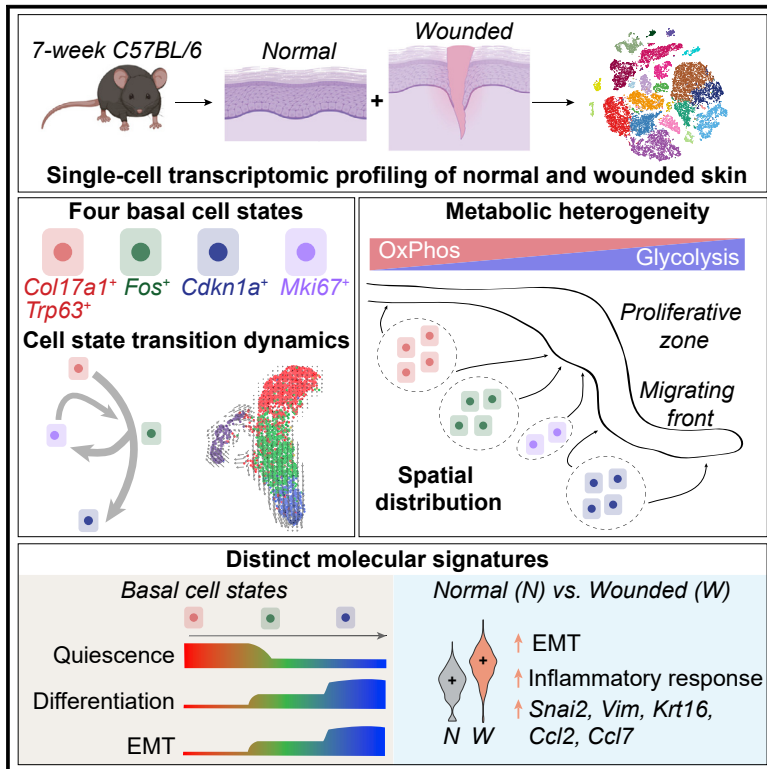 7-week C57BL/6
Normal
Wounded
+
Single-cell transcriptomic profiling of normal and wounded skin
Four basal cell states
Col17a1+ Fos+ Cdkn1a+ Mki67+
Trp63+
Cell state transition dynamics
Metabolic heterogeneity
OxPhos
Glycolysis
Proliferative
zone
Migrating
front
Spatial
distribution
Distinct molecular signatures
Basal cell states
Quiescence
Differentiation
EMT
Normal (N) vs. Wounded (W)
N W
↑ EMT
↑ Inflammatory response
↑ Snai2, Vim, Krt16,
Ccl2, Ccl7